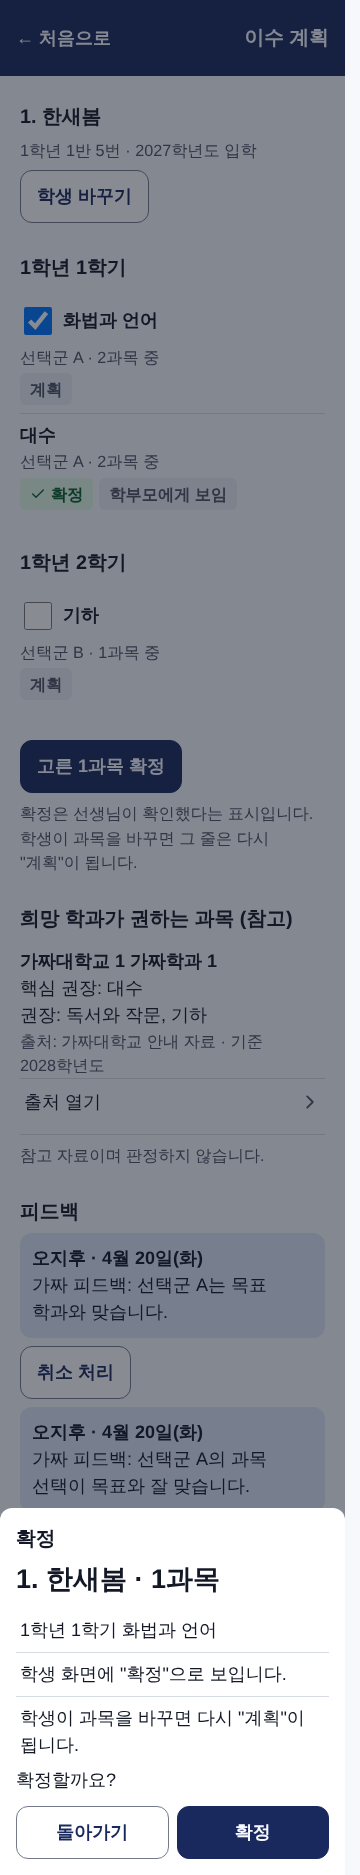 ← 처음으로
이수 계획
1. 한새봄
1학년 1반 5번 · 2027학년도 입학
학생 바꾸기
1학년 1학기
화법과 언어
선택군 A · 2과목 중
계획
대수
선택군 A · 2과목 중
✓ 확정
학부모에게 보임
1학년 2학기
기하
선택군 B · 1과목 중
계획
고른 1과목 확정
확정은 선생님이 확인했다는 표시입니다.
학생이 과목을 바꾸면 그 줄은 다시
"계획"이 됩니다.
희망 학과가 권하는 과목 (참고)
가짜대학교 1 가짜학과 1
핵심 권장: 대수
권장: 독서와 작문, 기하
출처: 가짜대학교 안내 자료 · 기준
2028학년도
출처 열기
참고 자료이며 판정하지 않습니다.
피드백
오지후 · 4월 20일(화)
가짜 피드백: 선택군 A는 목표
학과와 맞습니다.
취소 처리
오지후 · 4월 20일(화)
가짜 피드백: 선택군 A의 과목
선택이 목표와 잘 맞습니다.
확정
1. 한새봄 · 1과목
1학년 1학기 화법과 언어
학생 화면에 "확정"으로 보입니다.
학생이 과목을 바꾸면 다시 "계획"이
됩니다.
확정할까요?
돌아가기
확정